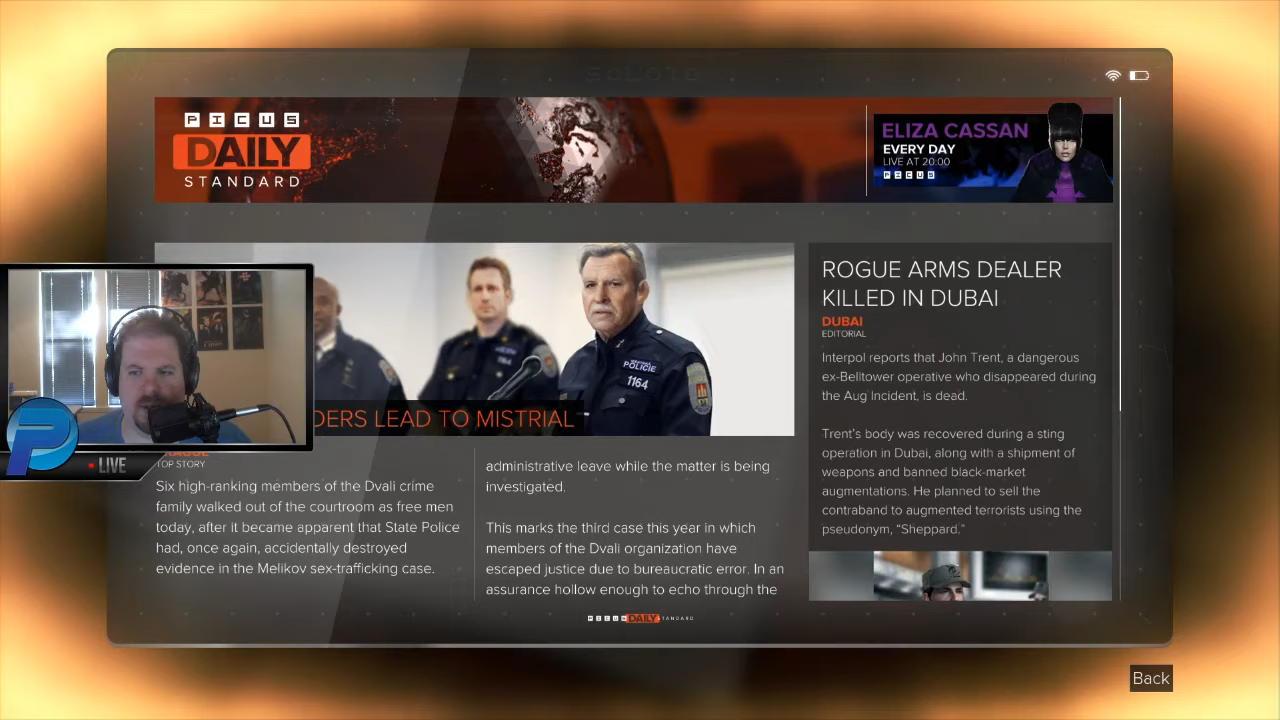 PICUS
DAILY
STANDARD
ELIZA CASSAN
EVERY DAY
LIVE AT 20:00
PICUS
POLICIE
1164
LEAD TO MISTRIAL
TOP STORY
Six high-ranking members of the Dvali crime
family walked out of the courtroom as free men
today, after it became apparent that State Police
had, once again, accidentally destroyed
evidence in the Melikov sex-trafficking case.
administrative leave while the matter is being
investigated.
This marks the third case this year in which
members of the Dvali organization have
escaped justice due to bureaucratic error. In an
assurance hollow enough to echo through the
ROGUE ARMS DEALER
KILLED IN DUBAI
DUBAI
EDITORIAL
Interpol reports that John Trent, a dangerous
ex-Belltower operative who disappeared during
the Aug Incident, is dead.
Trent's body was recovered during a sting
operation in Dubai, along with a shipment of
weapons and banned black-market
augmentations. He planned to sell the
contraband to augmented terrorists using the
pseudonym, “Sheppard.”
PICUS DAILY STANDARD
LIVE
Back